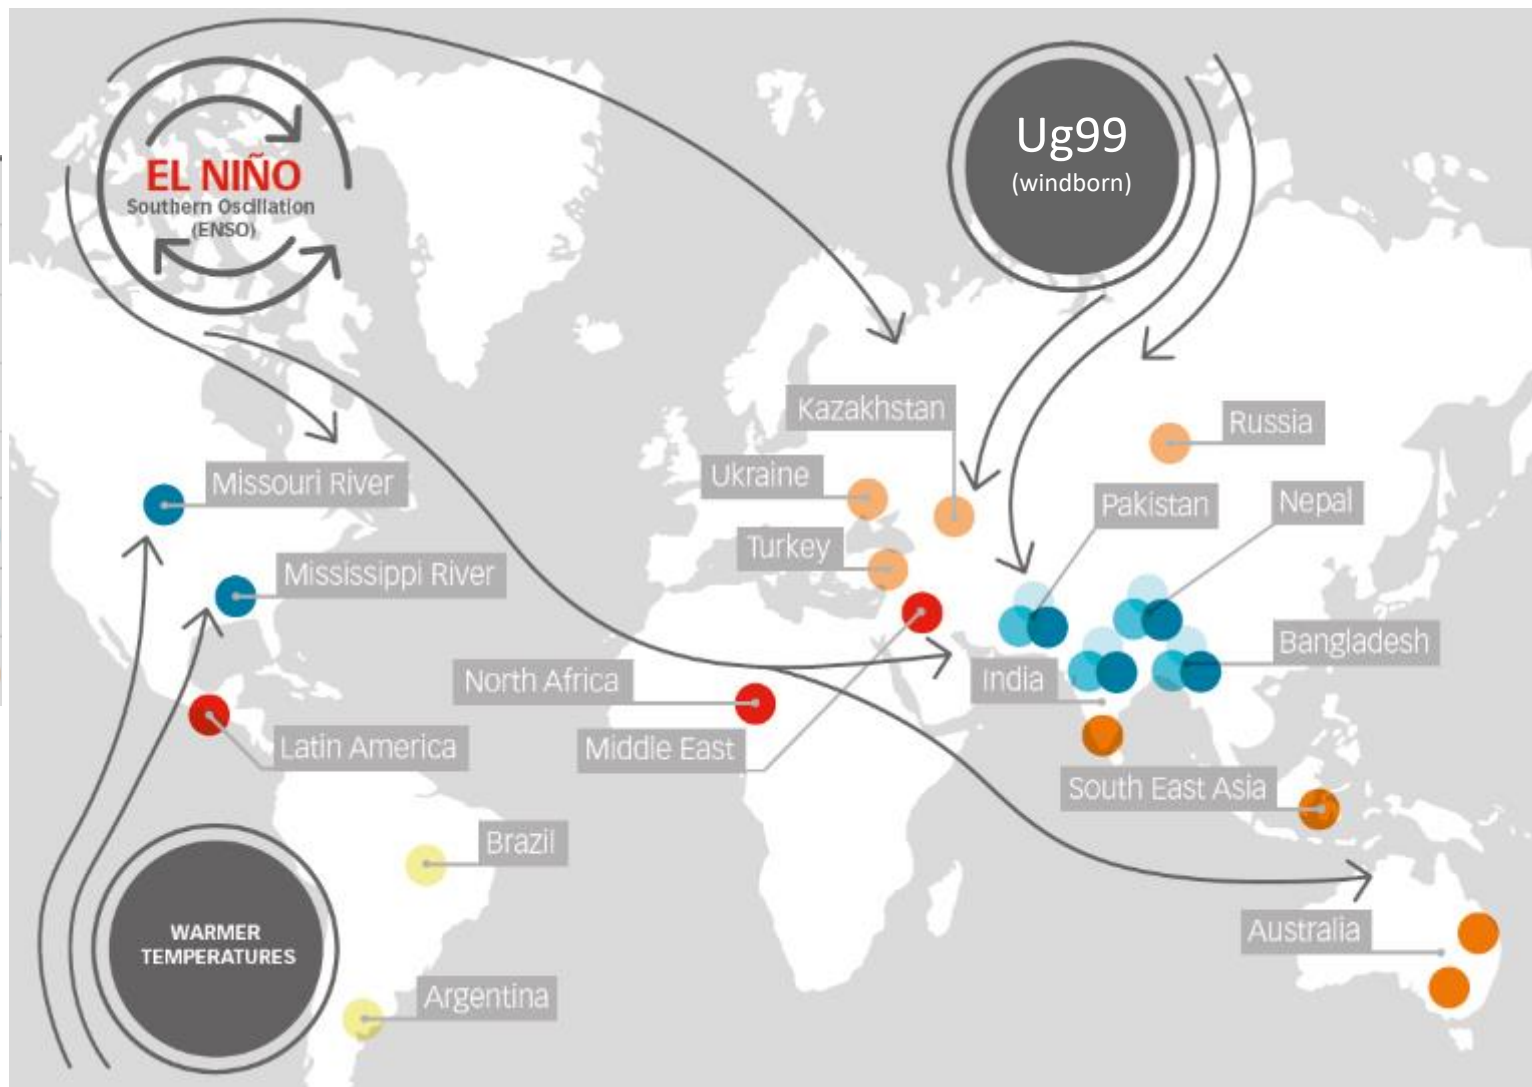 EL NIÑO
Southern Oscillation
(ENSO)
Ug99
(windborn)
Kazakhstan
Russia
Ukraine
Missouri River
Pakistan
Nepal
Turkey
Mississippi River
Bangladesh
North Africa
India
Latin America
Middle East
South East Asia
Brazil
WARMER
TEMPERATURES
Australia
Argentina